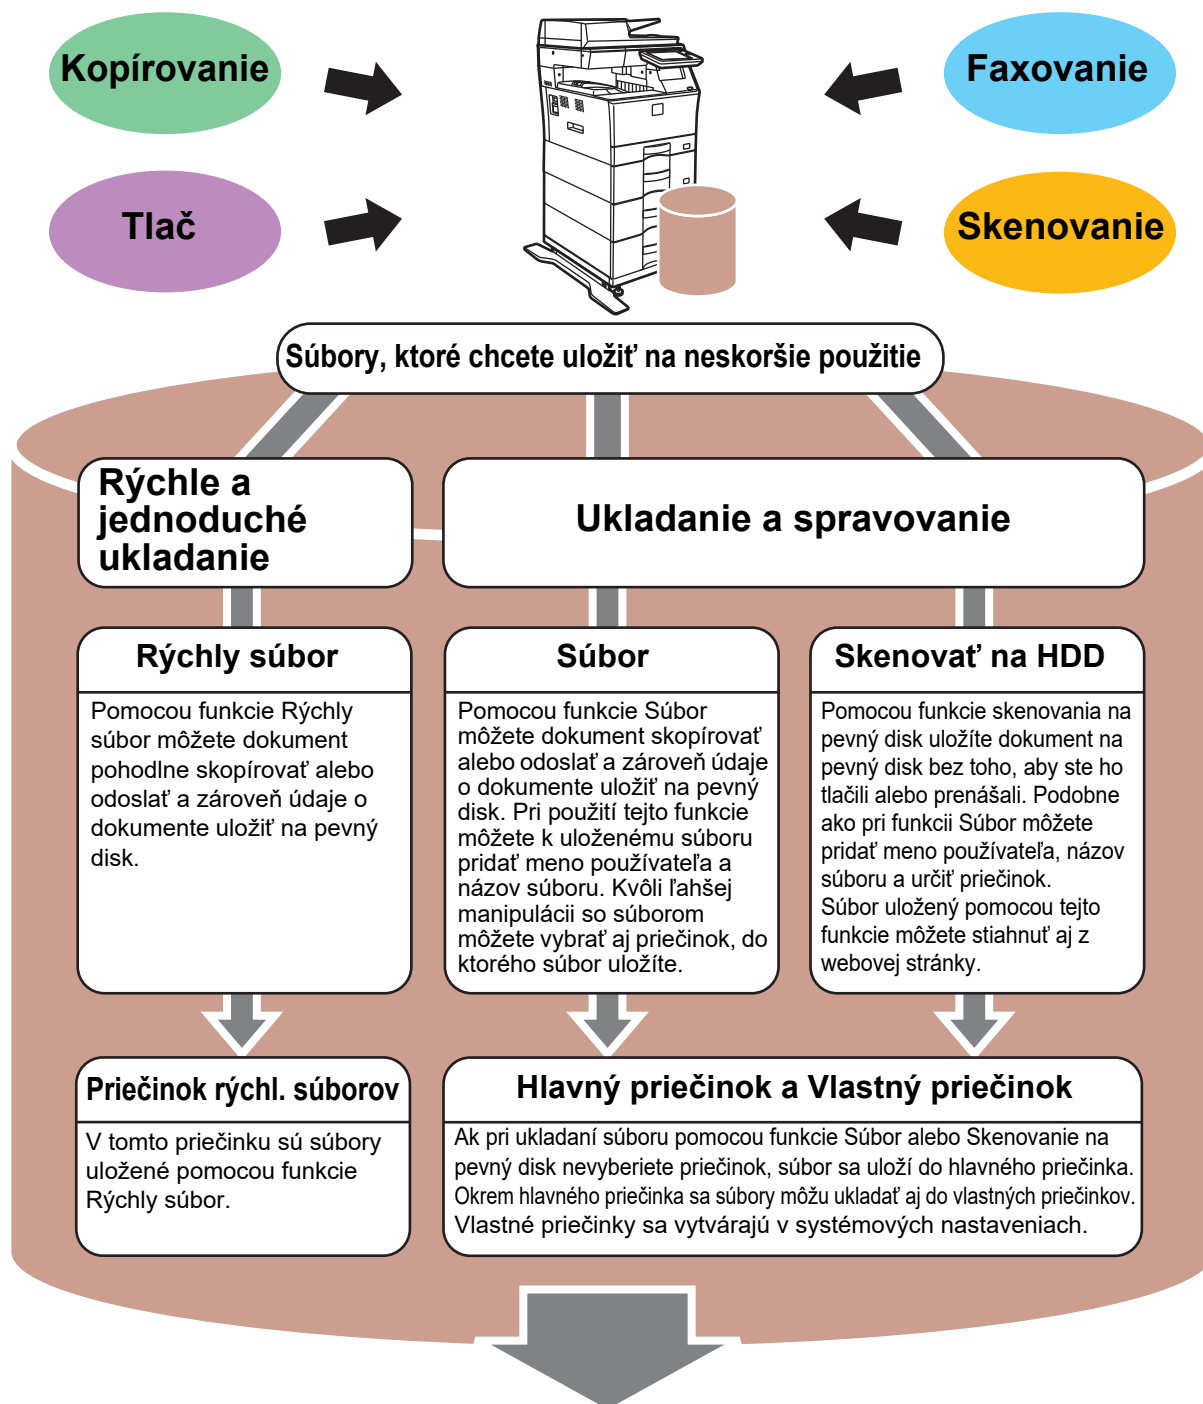 Kopírovanie
Faxovanie
Tlač
Skenovanie
Súbory, ktoré chcete uložiť na neskoršie použitie
Rýchle a
jednoduché
ukladanie
Ukladanie a spravovanie
Rýchly súbor
Pomocou funkcie Rýchly
súbor môžete dokument
pohodlne skopírovať alebo
odoslať a zároveň údaje o
dokumente uložiť na pevný
disk.
Súbor
Pomocou funkcie Súbor
môžete dokument skopírovať
alebo odoslať a zároveň údaje
o dokumente uložiť na pevný
disk. Pri použití tejto funkcie
môžete k uloženému súboru
pridať meno používateľa a
názov súboru. Kvôli ľahšej
manipulácii so súborom
môžete vybrať aj priečinok, do
ktorého súbor uložíte.
Skenovať na HDD
Pomocou funkcie skenovania na
pevný disk uložíte dokument na
pevný disk bez toho, aby ste ho
tlačili alebo prenášali. Podobne
ako pri funkcii Súbor môžete
pridať meno používateľa, názov
súboru a určiť priečinok.
Súbor uložený pomocou tejto
funkcie môžete stiahnuť aj z
webovej stránky.
Priečinok rýchl. súborov
V tomto priečinku sú súbory
uložené pomocou funkcie
Rýchly súbor.
Hlavný priečinok a Vlastný priečinok
Ak pri ukladaní súboru pomocou funkcie Súbor alebo Skenovanie na
pevný disk nevyberiete priečinok, súbor sa uloží do hlavného priečinka.
Okrem hlavného priečinka sa súbory môžu ukladať aj do vlastných priečinkov.
Vlastné priečinky sa vytvárajú v systémových nastaveniach.